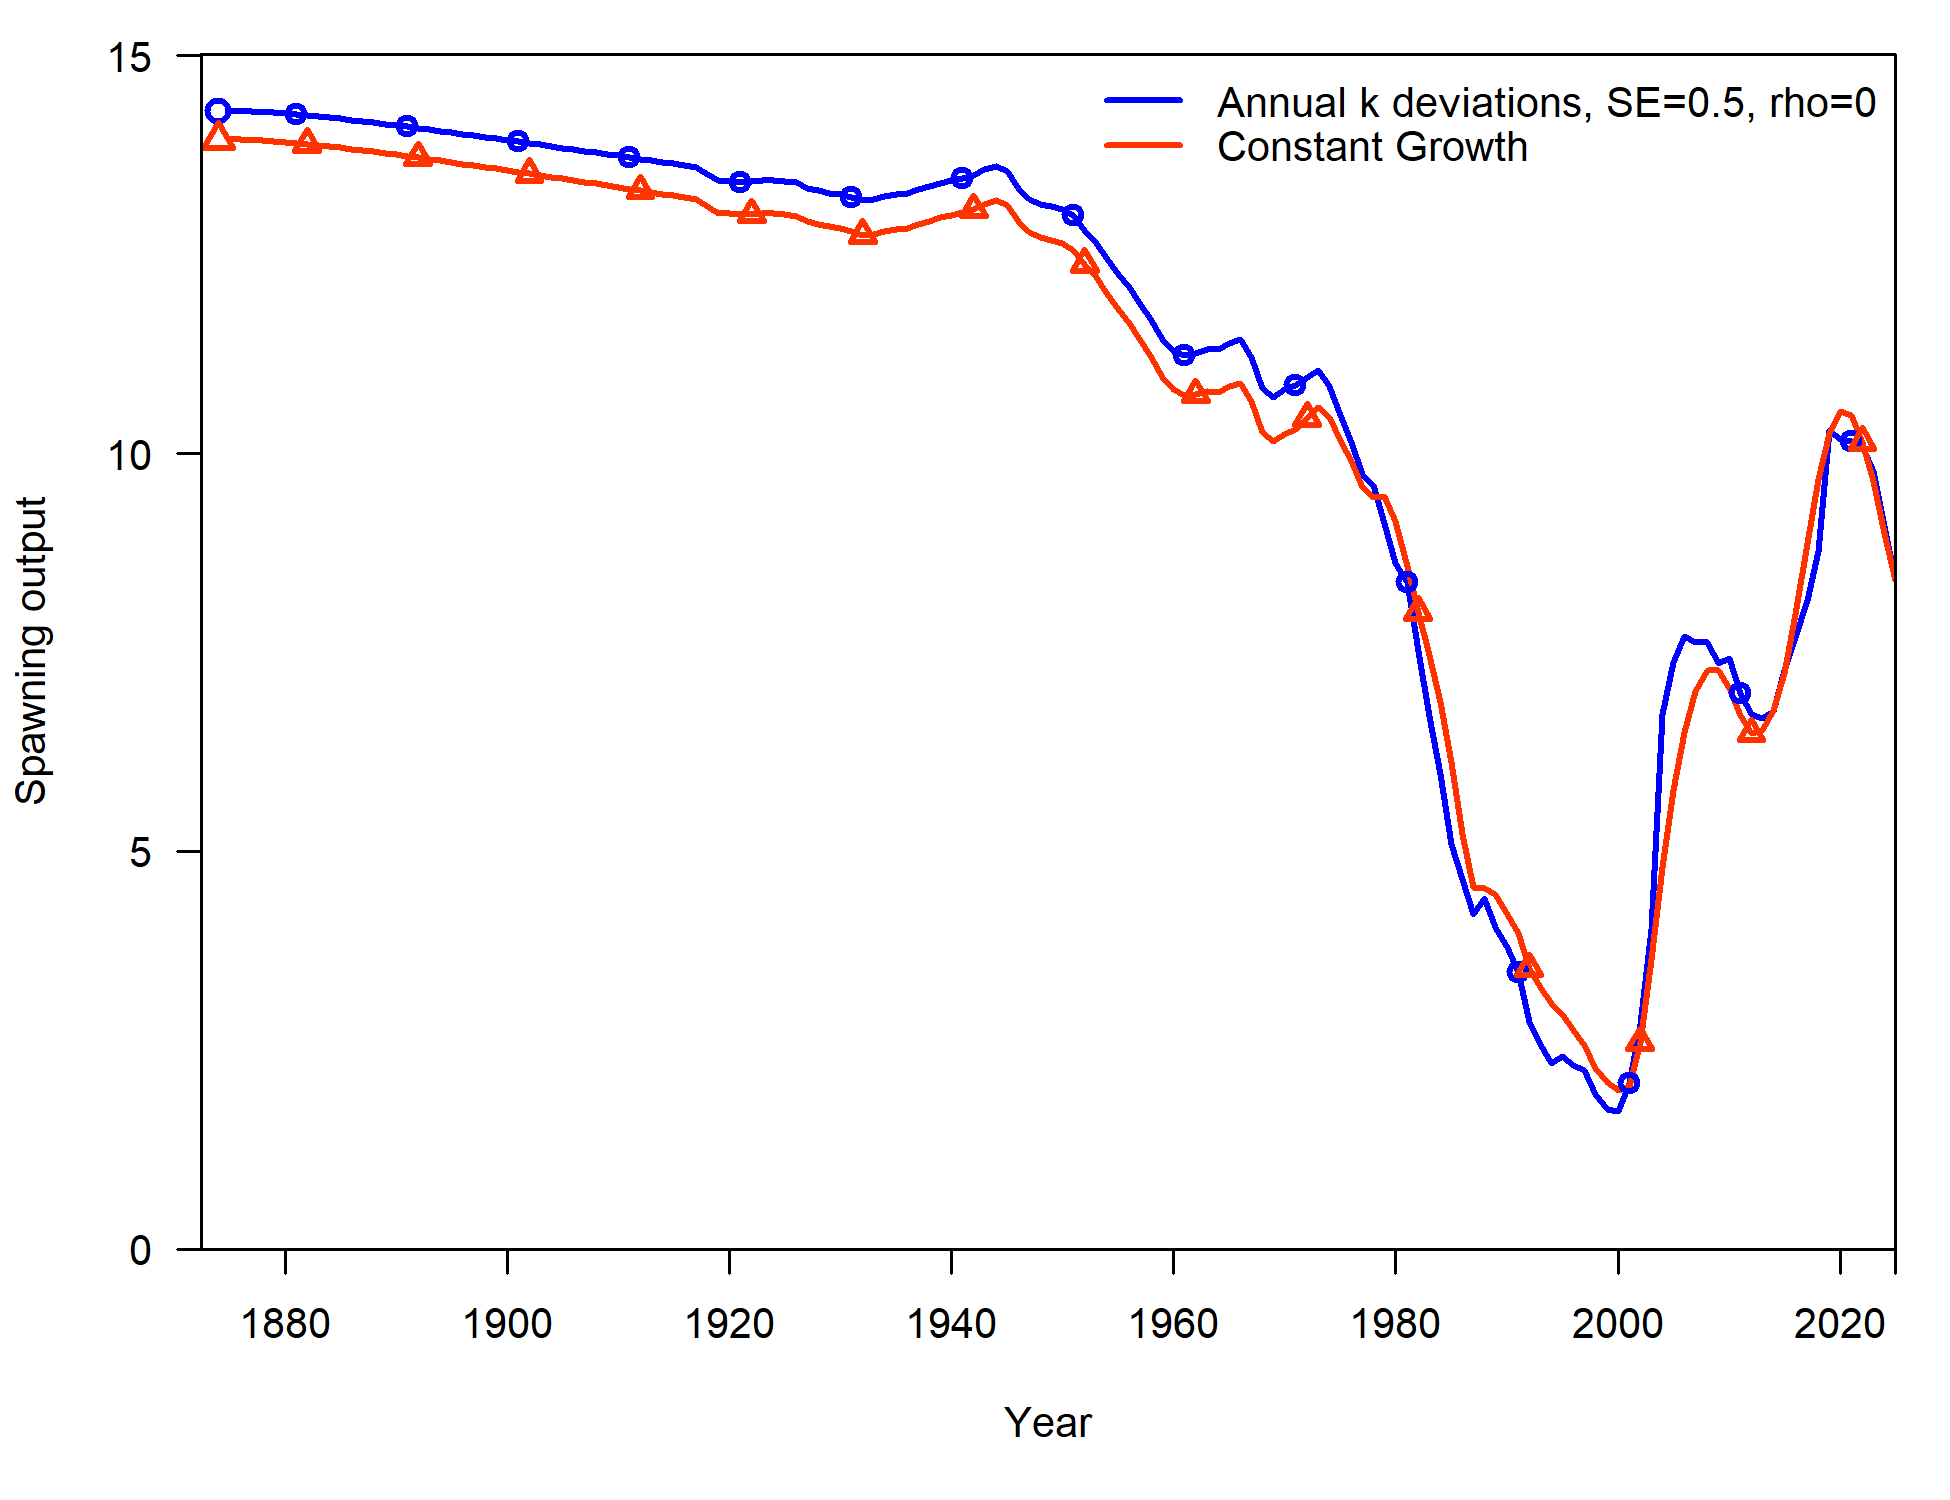 15
10
5
0
Spawning output
Annual k deviations, SE=0.5, rho=0
Constant Growth
1880 1900 1920 1940 1960 1980 2000 2020
Year